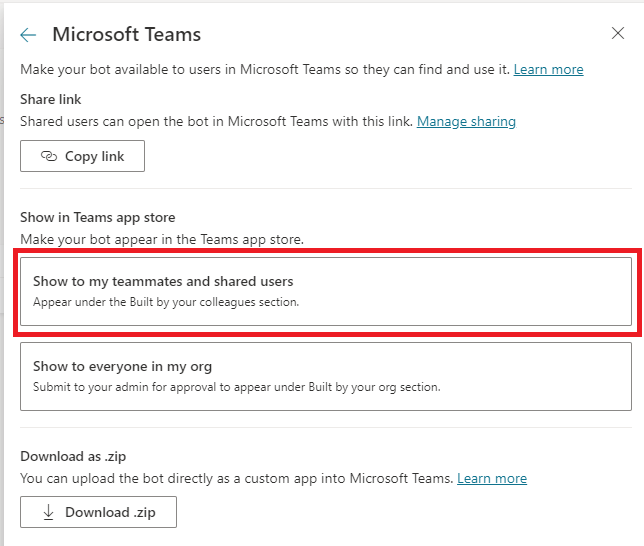 Microsoft Teams
Make your bot available to users in Microsoft Teams so they can find and use it. Learn more
Share link
Shared users can open the bot in Microsoft Teams with this link. Manage sharing
Copy link
Show in Teams app store
Make your bot appear in the Teams app store.
Show to my teammates and shared users
Appear under the Built by your colleagues section.
Show to everyone in my org
Submit to your admin for approval to appear under Built by your org section.
Download as .zip
You can upload the bot directly as a custom app into Microsoft Teams. Learn more
Download .zip